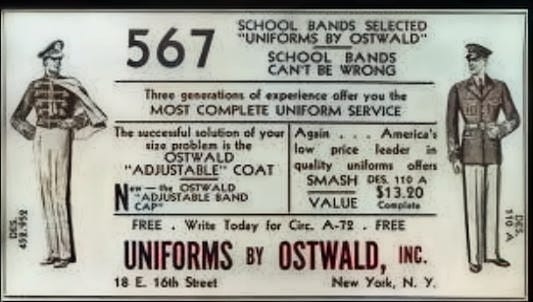 567
SCHOOL BANDS SELECTED
"UNIFORMS BY OSTWALD"
SCHOOL BANDS
CAN'T BE WRONG
Three generations of experience offer you the
MOST COMPLETE UNIFORM SERVICE
The successful solution of your
size problem is the
OSTWALD
"ADJUSTABLE" COAT
New — the OSTWALD
"ADJUSTABLE BAND
CAP"
Again . . . America's
low price leader in
quality uniforms offers
SMASH DES. 110 A
VALUE $13.20
Complete
DES.
DES.
110 A
FREE . Write Today for Circ. A-72 . FREE
UNIFORMS BY OSTWALD, INC.
18 E. 16th Street New York, N. Y.